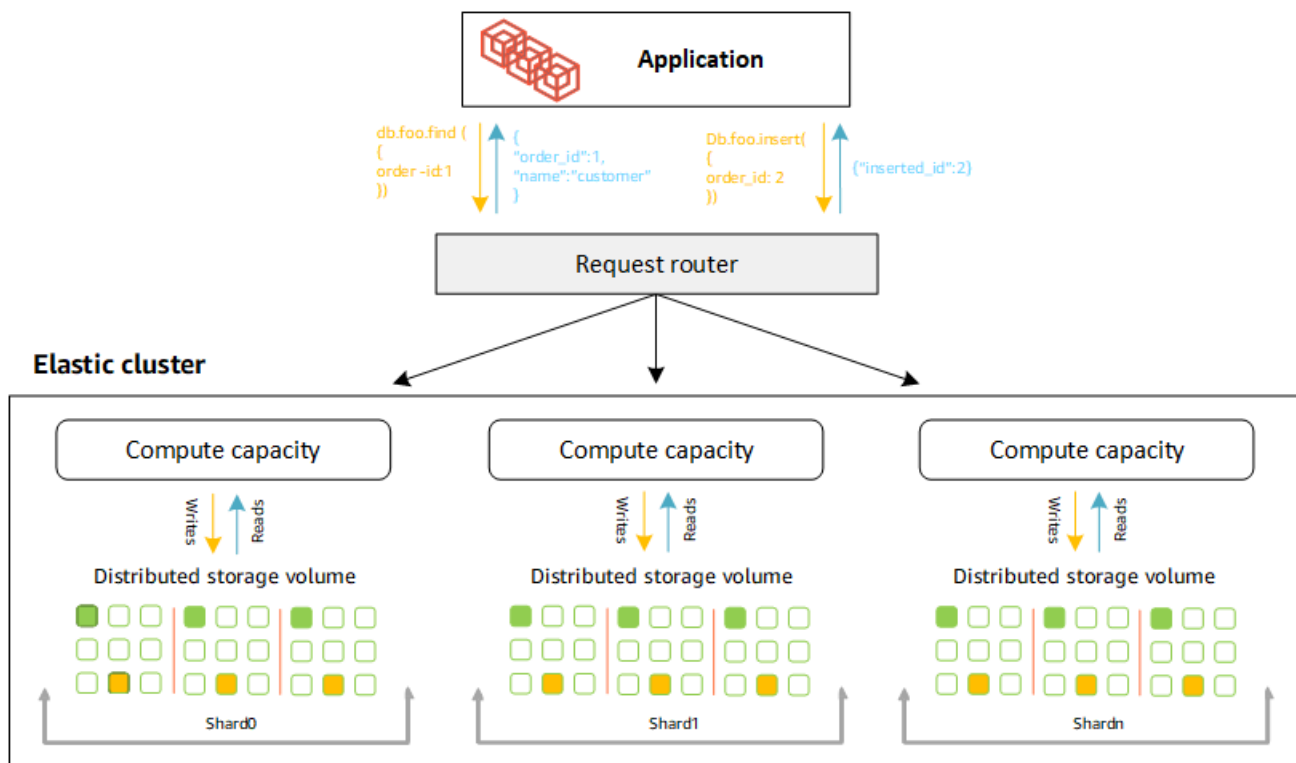 Application
db.foo.find (
{
order -id:1
})
{
"order_id":1,
"name":"customer"
}
Db.foo.insert(
{
order_id: 2
})
{"inserted_id":2}
Request router
Elastic cluster
Compute capacity
Compute capacity
Compute capacity
Writes
Reads
Writes
Reads
Writes
Reads
Distributed storage volume
Distributed storage volume
Distributed storage volume
Shard0
Shard1
Shardn